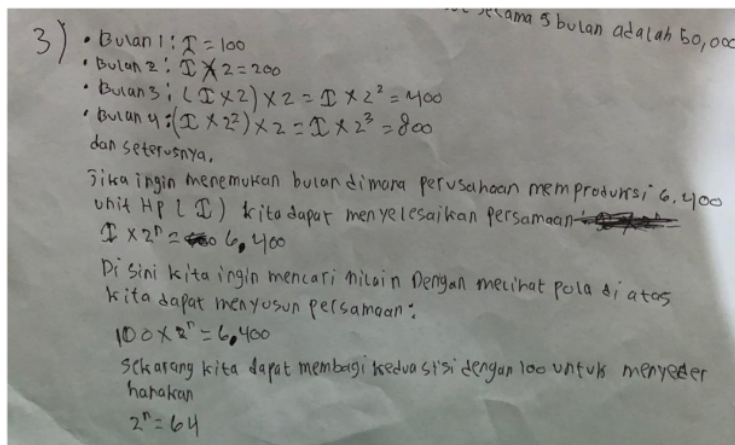 selama 5 bulan adalah 50,000
3) • Bulan 1: I = 100
• Bulan 2: I X 2 = 200
• Bulan 3: (I X 2) X 2 = I X 2² = 400
• Bulan 4: (I X 2²) X 2 = I X 2³ = 800
dan seterusnya.
Jika ingin menemukan bulan dimana perusahaan memproduksi 6,400
unit HP (I) kita dapat menyelesaikan persamaan
I X 2ⁿ = 6,400
Di sini kita ingin mencari nilai n Dengan melihat pola di atas
kita dapat menyusun persamaan:
100 X 2ⁿ = 6,400
Sekarang kita dapat membagi kedua sisi dengan 100 untuk menyeder
hanakan
2ⁿ = 64